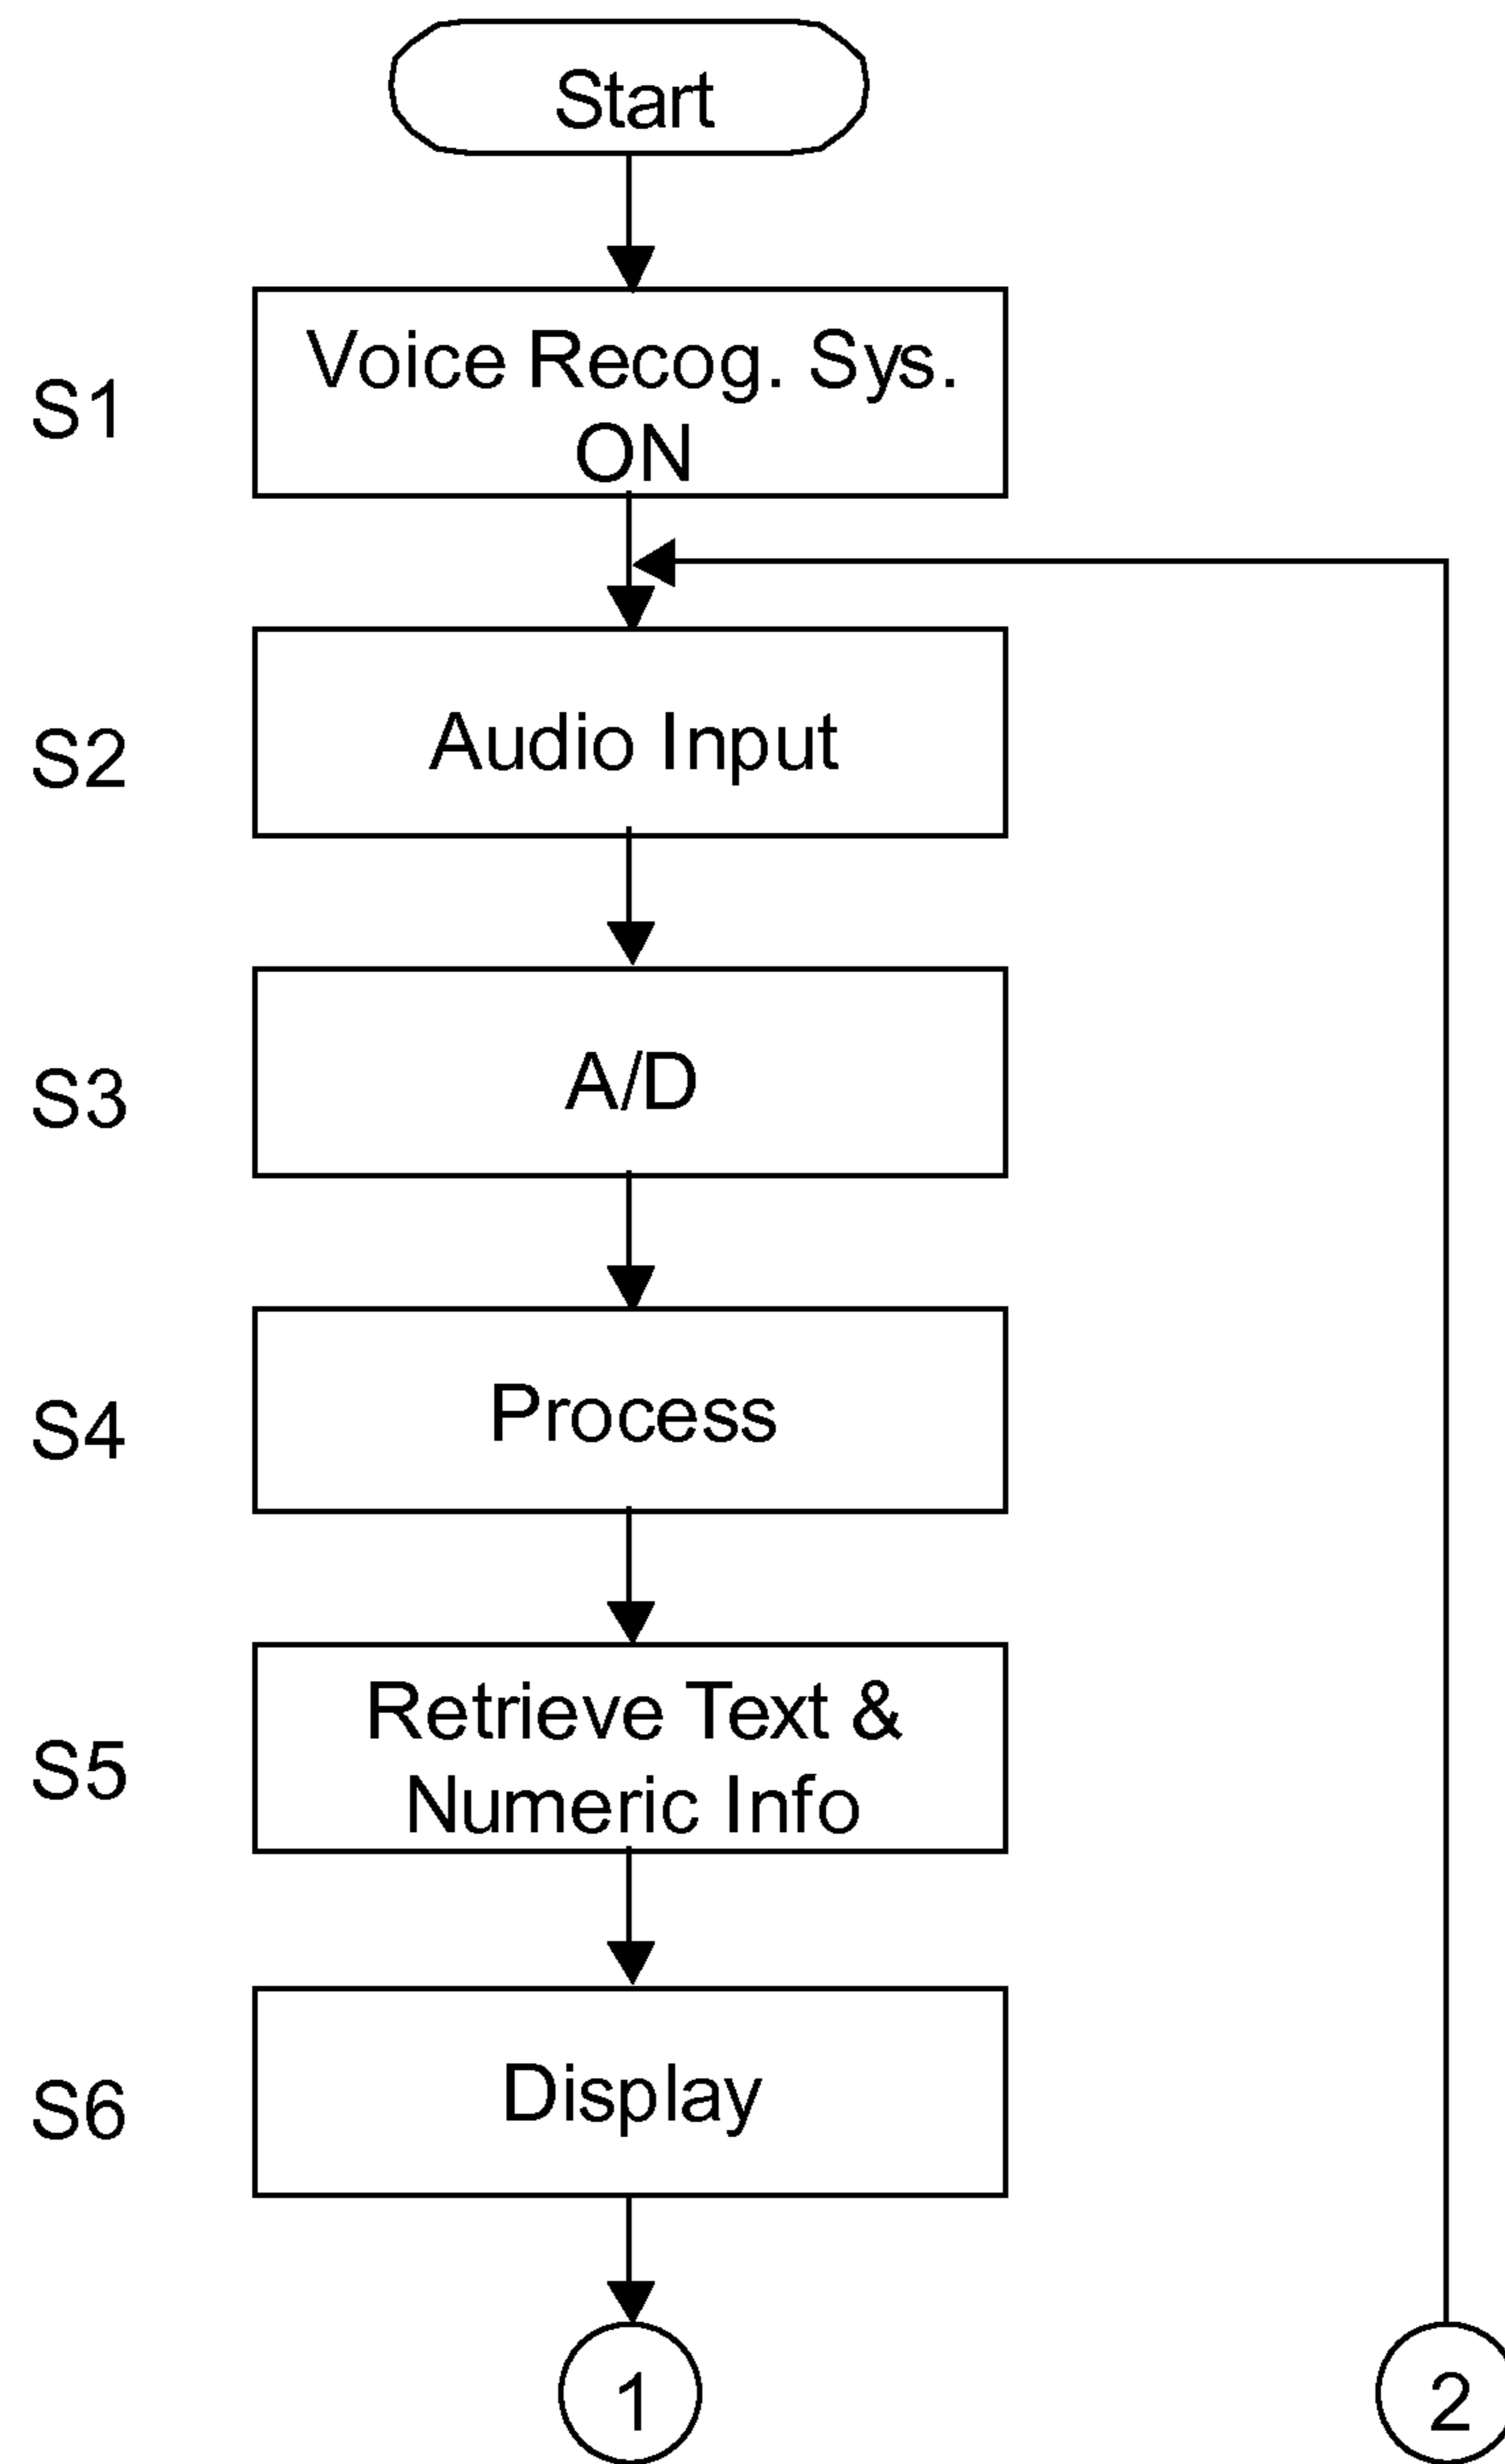 Start
S1
Voice Recog. Sys.
ON
S2
Audio Input
S3
A/D
S4
Process
S5
Retrieve Text &
Numeric Info
S6
Display
1
2